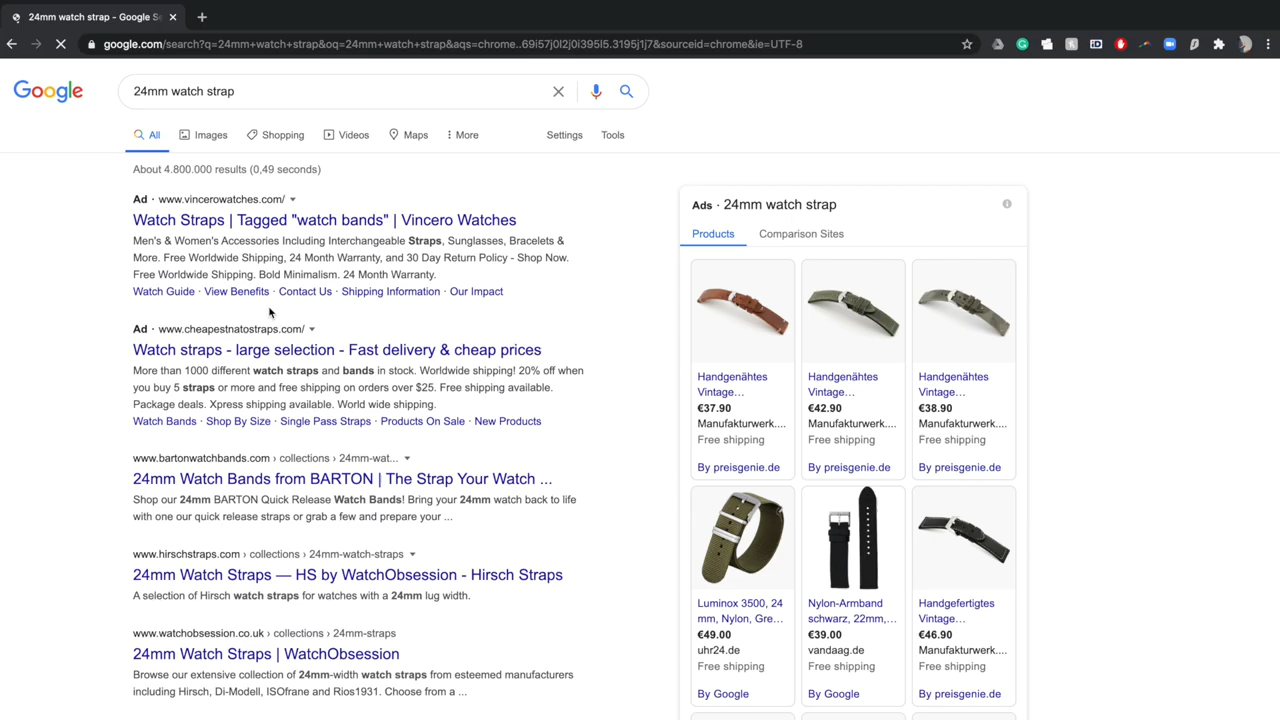 24mm watch strap - Google Se
google.com/search?q=24mm+watch+strap&oq=24mm+watch+strap&aqs=chrome..69i57j0l2j0i395l5.3195j1j7&sourceid=chrome&ie=UTF-8
Google
24mm watch strap
All Images Shopping Videos Maps More Settings Tools
About 4.800.000 results (0,49 seconds)
Ad · www.vincerowatches.com/
Watch Straps | Tagged "watch bands" | Vincero Watches
Men's & Women's Accessories Including Interchangeable Straps, Sunglasses, Bracelets &
More. Free Worldwide Shipping, 24 Month Warranty, and 30 Day Return Policy - Shop Now.
Free Worldwide Shipping. Bold Minimalism. 24 Month Warranty.
Watch Guide · View Benefits · Contact Us · Shipping Information · Our Impact
Ad · www.cheapestnatostraps.com/
Watch straps - large selection - Fast delivery & cheap prices
More than 1000 different watch straps and bands in stock. Worldwide shipping! 20% off when
you buy 5 straps or more and free shipping on orders over $25. Free shipping available.
Package deals. Xpress shipping available. World wide shipping.
Watch Bands · Shop By Size · Single Pass Straps · Products On Sale · New Products
www.bartonwatchbands.com › collections › 24mm-wat...
24mm Watch Bands from BARTON | The Strap Your Watch ...
Shop our 24mm BARTON Quick Release Watch Bands! Bring your 24mm watch back to life
with one our quick release straps or grab a few and prepare your ...
www.hirschstraps.com › collections › 24mm-watch-straps
24mm Watch Straps — HS by WatchObsession - Hirsch Straps
A selection of Hirsch watch straps for watches with a 24mm lug width.
www.watchobsession.co.uk › collections › 24mm-straps
24mm Watch Straps | WatchObsession
Browse our extensive collection of 24mm-width watch straps from esteemed manufacturers
including Hirsch, Di-Modell, ISOfrane and Rios1931. Choose from a ...
Ads · 24mm watch strap
Products Comparison Sites
Handgenähtes Handgenähtes Handgenähtes
Vintage… Vintage… Vintage…
€37.90 €42.90 €38.90
Manufakturwerk.... Manufakturwerk.... Manufakturwerk....
Free shipping Free shipping Free shipping
By preisgenie.de By preisgenie.de By preisgenie.de
Luminox 3500, 24 Nylon-Armband Handgefertigtes
mm, Nylon, Gre… schwarz, 22mm,… Vintage…
€49.00 €39.00 €46.90
uhr24.de vandaag.de Manufakturwerk....
Free shipping Free shipping Free shipping
By Google By Google By preisgenie.de